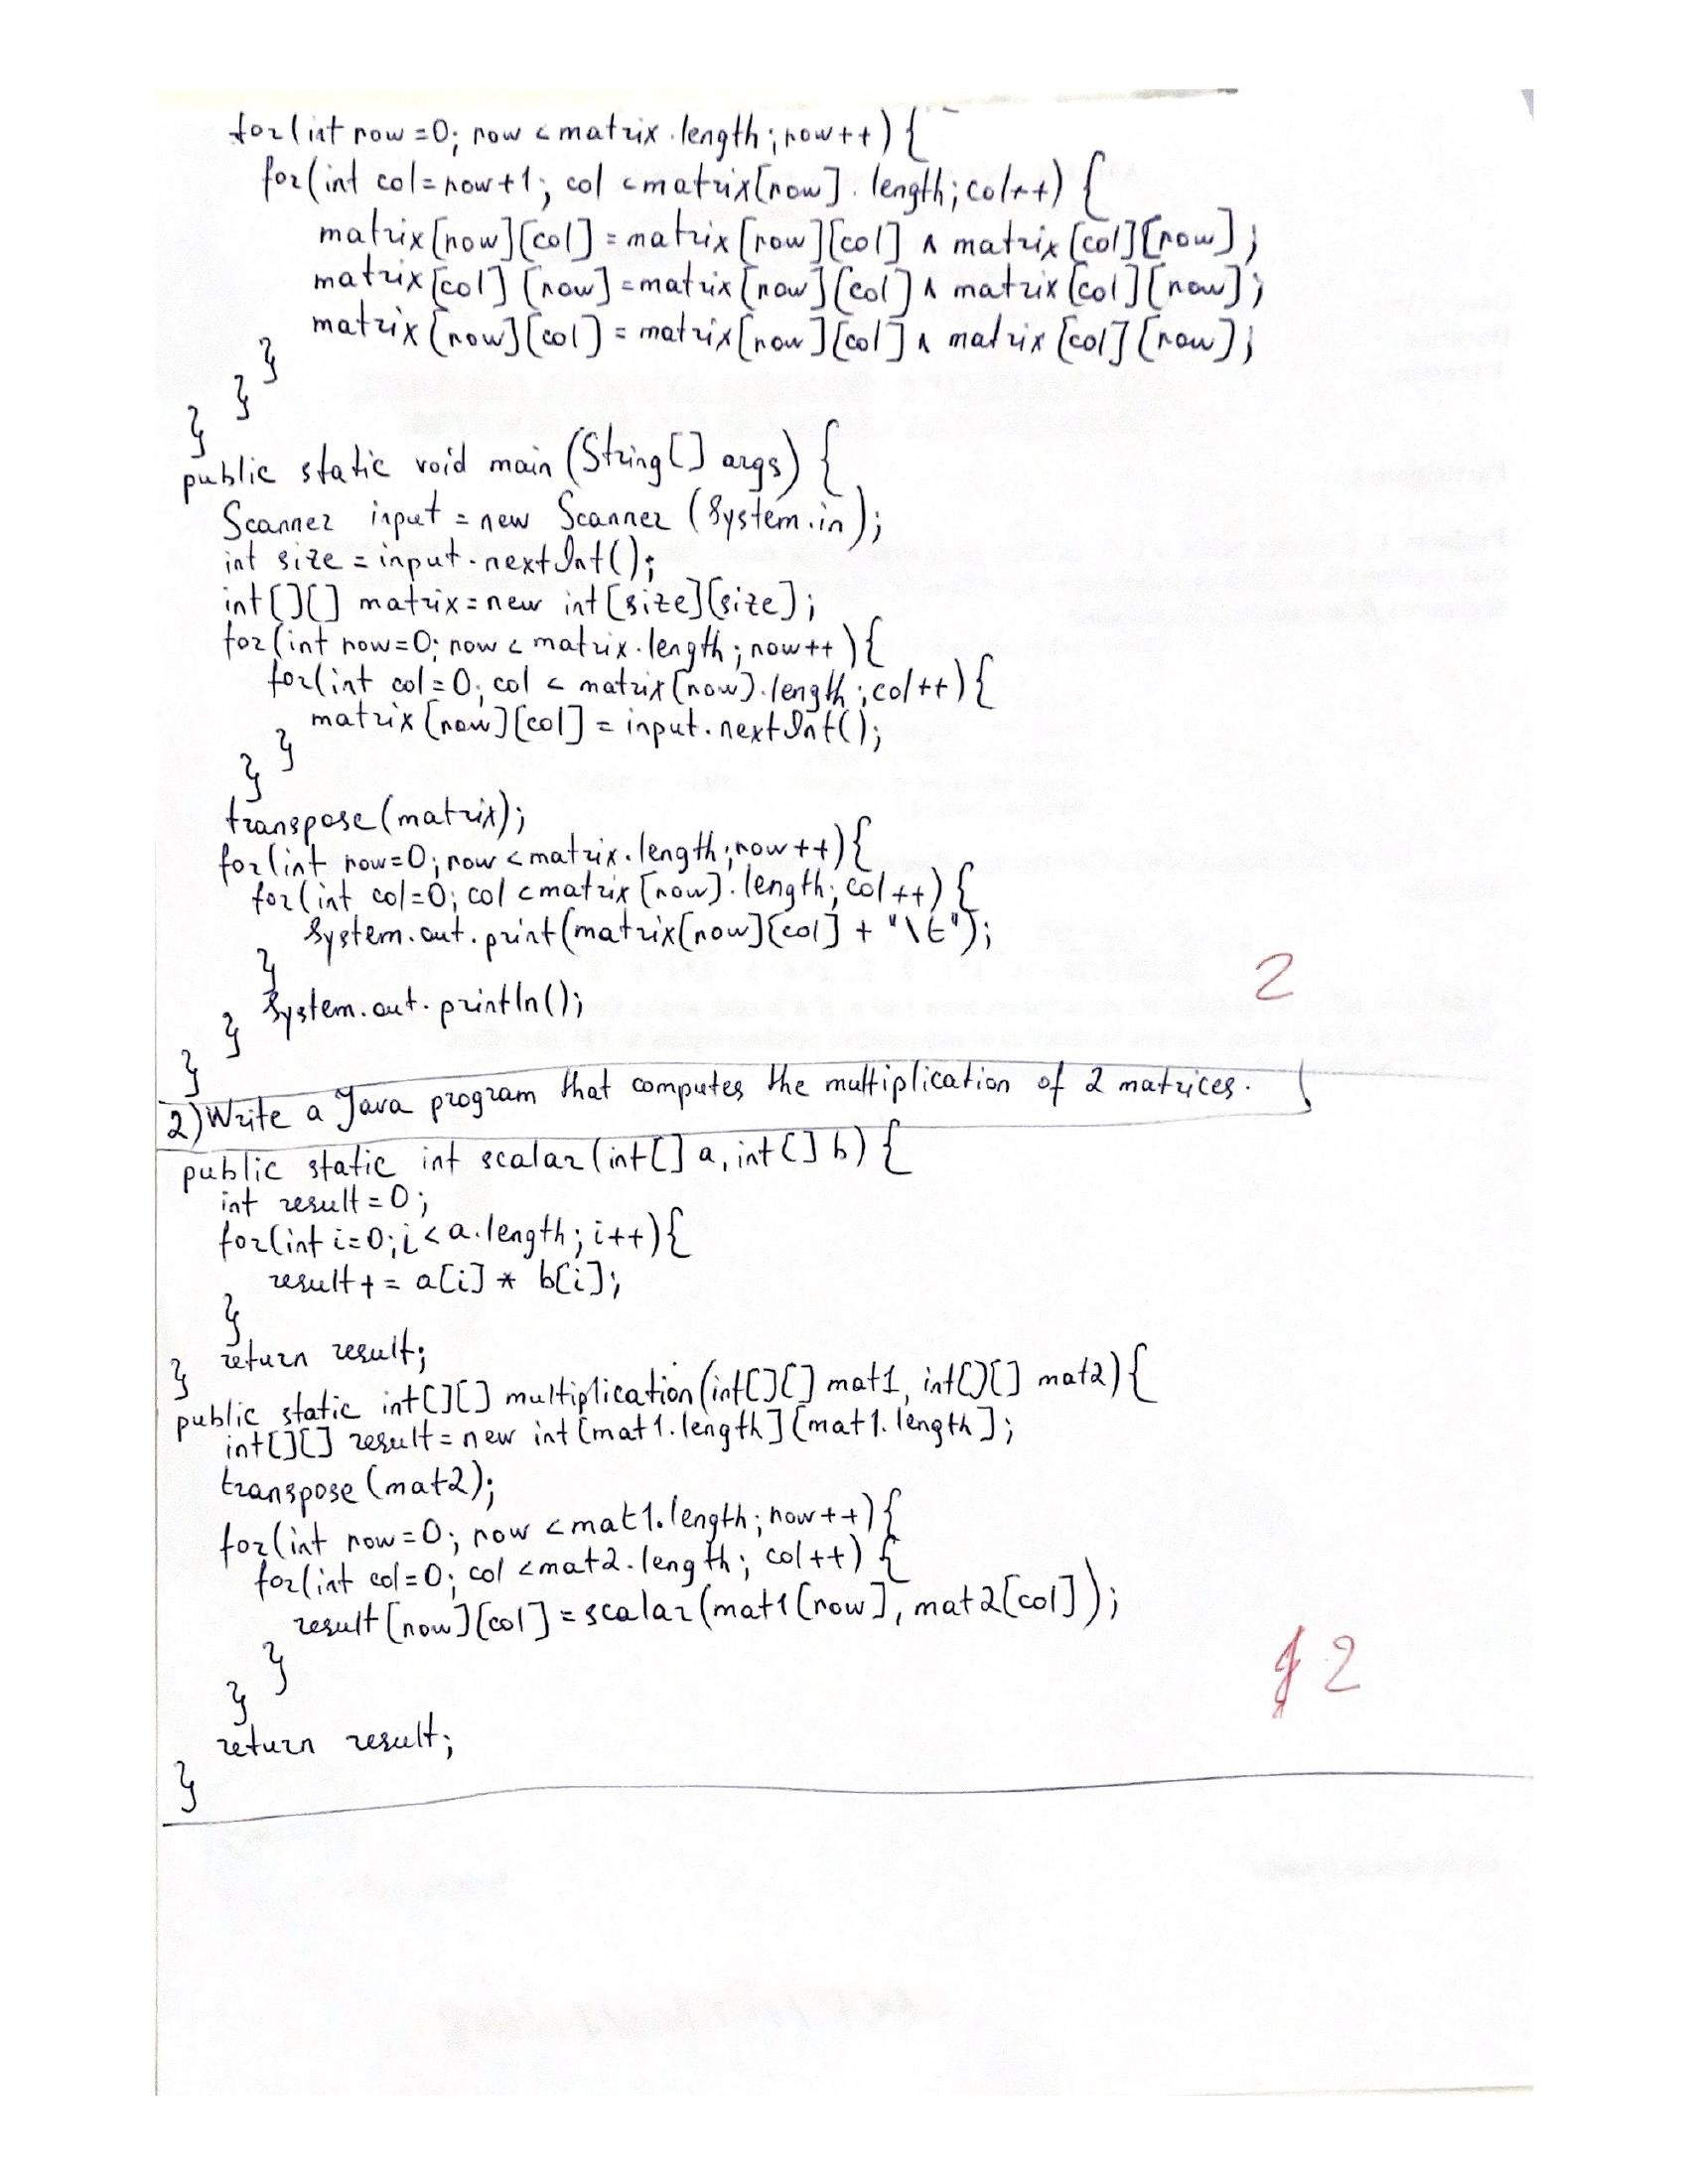 for(int row=0; row<matrix.length; row++){
for(int col=row+1; col<matrix[row].length; col++){
matrix[row][col]=matrix[row][col] ^ matrix[col][row];
matrix[col][row]=matrix[row][col] ^ matrix[col][row];
matrix[row][col]=matrix[row][col] ^ matrix[col][row];
}
}
}
public static void main(String[] args) {
Scanner input = new Scanner (System.in);
int size = input.nextInt();
int[][] matrix=new int[size][size];
for(int row=0; row<matrix.length; row++){
for(int col=0; col<matrix[row].length; col++){
matrix[row][col] = input.nextInt();
}
}
transpose(matrix);
for(int row=0; row<matrix.length; row++){
for(int col=0; col<matrix[row].length; col++){
System.out.print(matrix[row][col] + "\t");
}
2
System.out.println();
}
}
2) Write a Java program that computes the multiplication of 2 matrices.
public static int scalar(int[] a, int[] b) {
int result=0;
for(int i=0; i<a.length; i++){
result += a[i] * b[i];
}
return result;
}
public static int[][] multiplication(int[][] mat1, int[][] mat2){
int[][] result=new int[mat1.length][mat1.length];
transpose(mat2);
for(int row=0; row<mat1.length; row++){
for(int col=0; col<mat2.length; col++){
result[row][col]=scalar(mat1[row], mat2[col]);
}
2
}
return result;
}